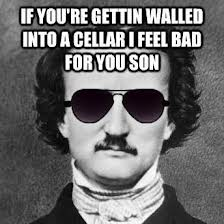 IF YOU'RE GETTIN WALLED
INTO A CELLAR I FEEL BAD
FOR YOU SON